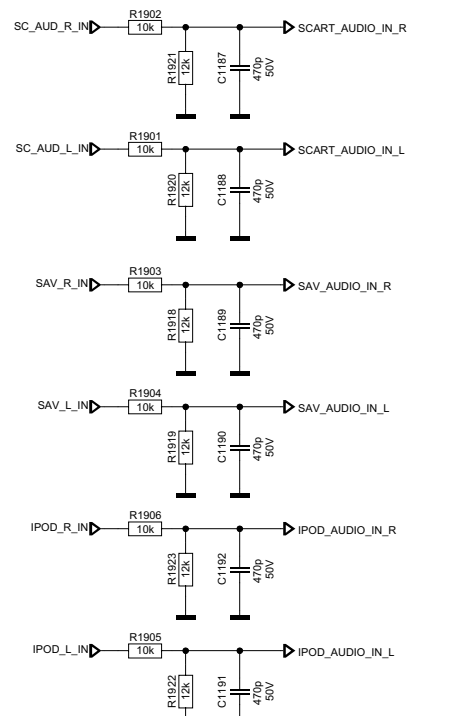 R1902
SC_AUD_R_IN 10k SCART_AUDIO_IN_R
R1921
12k
C1187
470p
50V
R1901
SC_AUD_L_IN 10k SCART_AUDIO_IN_L
R1920
12k
C1188
470p
50V
R1903
SAV_R_IN 10k SAV_AUDIO_IN_R
R1918
12k
C1189
470p
50V
R1904
SAV_L_IN 10k SAV_AUDIO_IN_L
R1919
12k
C1190
470p
50V
R1906
IPOD_R_IN 10k IPOD_AUDIO_IN_R
R1923
12k
C1192
470p
50V
R1905
IPOD_L_IN 10k IPOD_AUDIO_IN_L
R1922
12k
C1191
470p
50V